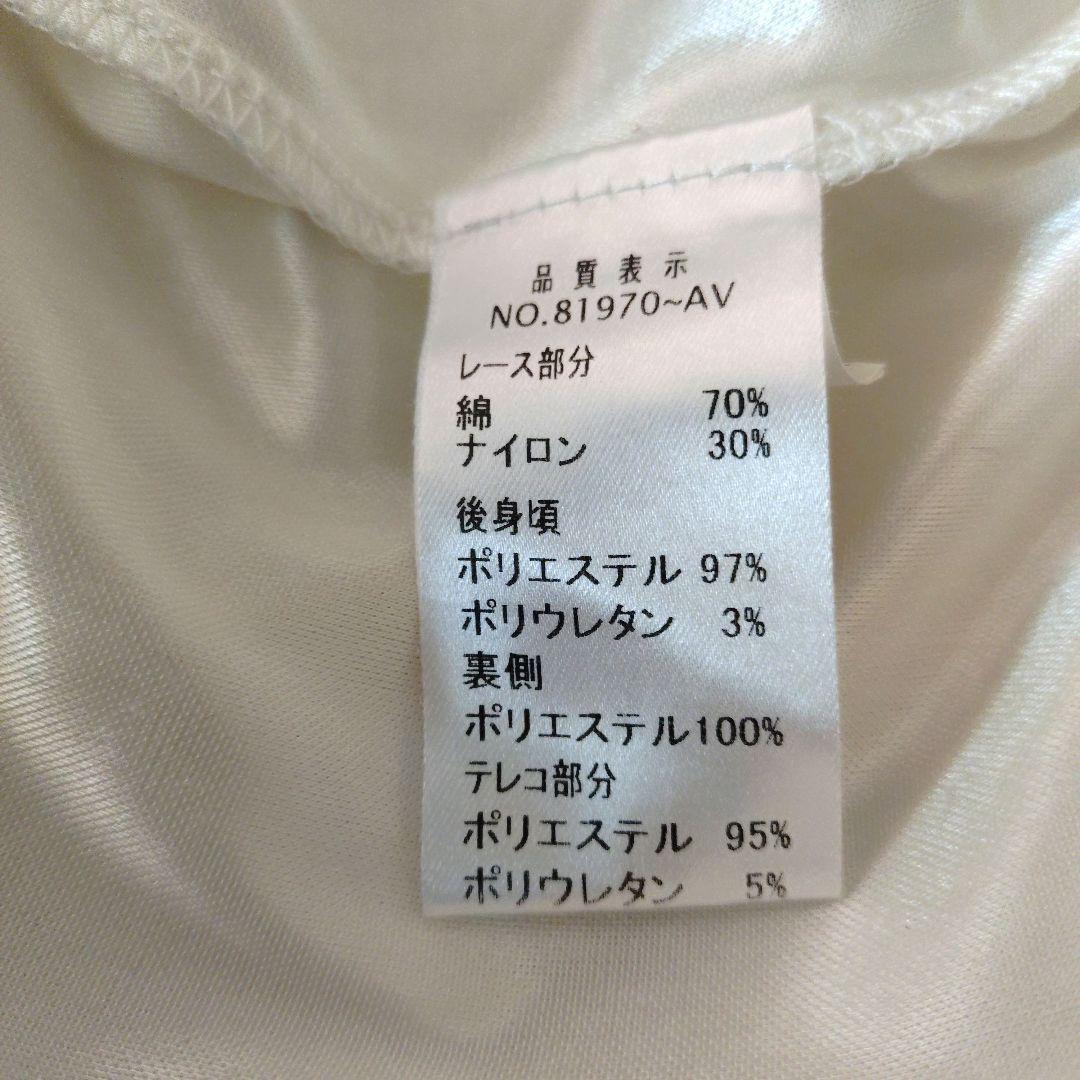 品質表示
NO.81970~AV
レース部分
綿 70%
ナイロン 30%
後身頃
ポリエステル 97%
ポリウレタン 3%
裏側
ポリエステル100%
テレコ部分
ポリエステル 95%
ポリウレタン 5%